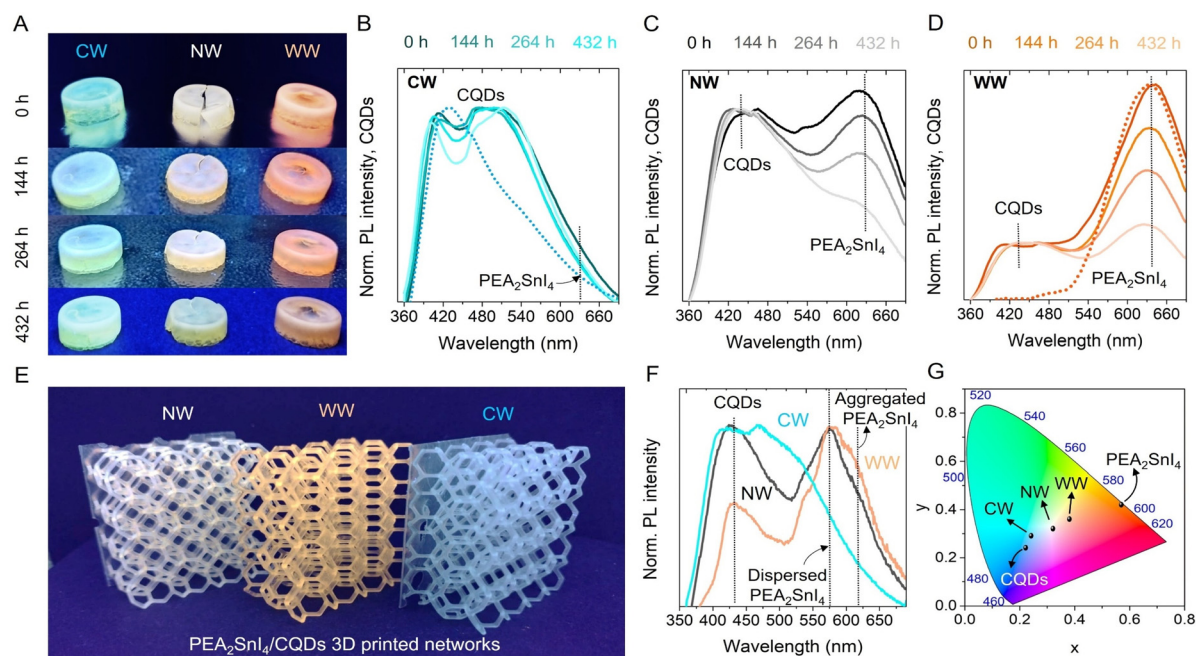 A
CW
NW
WW
0 h
144 h
264 h
432 h
B
0 h 144 h 264 h 432 h
CW
CQDs
PEA₂SnI₄
Norm. PL intensity, CQDs
360 420 480 540 600 660
Wavelength (nm)
C
0 h 144 h 264 h 432 h
NW
CQDs
PEA₂SnI₄
Norm. PL intensity, CQDs
360 420 480 540 600 660
Wavelength (nm)
D
0 h 144 h 264 h 432 h
WW
CQDs
PEA₂SnI₄
Norm. PL intensity, CQDs
360 420 480 540 600 660
Wavelength (nm)
E
NW
WW
CW
PEA₂SnI₄/CQDs 3D printed networks
F
CQDs
CW
Aggregated
PEA₂SnI₄
WW
NW
Dispersed
PEA₂SnI₄
Norm. PL intensity
350 400 450 500 550 600 650
Wavelength (nm)
G
520
540
560
580
600
620
500
480
460
PEA₂SnI₄
WW
NW
CW
CQDs
0.8
0.6
0.4
0.2
0.0
y
0.0 0.2 0.4 0.6 0.8
x